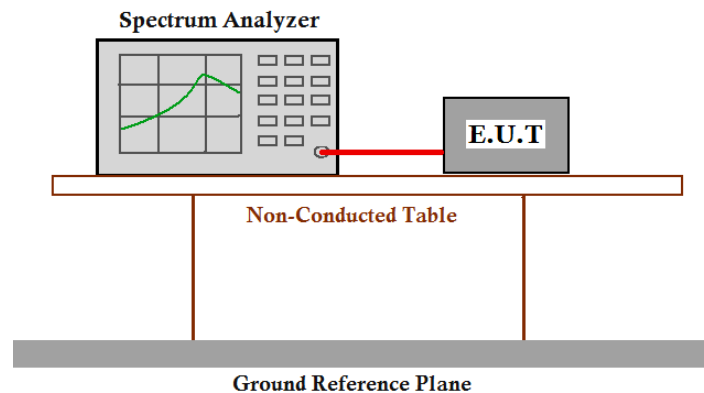 Spectrum Analyzer
E.U.T
Non-Conducted Table
Ground Reference Plane